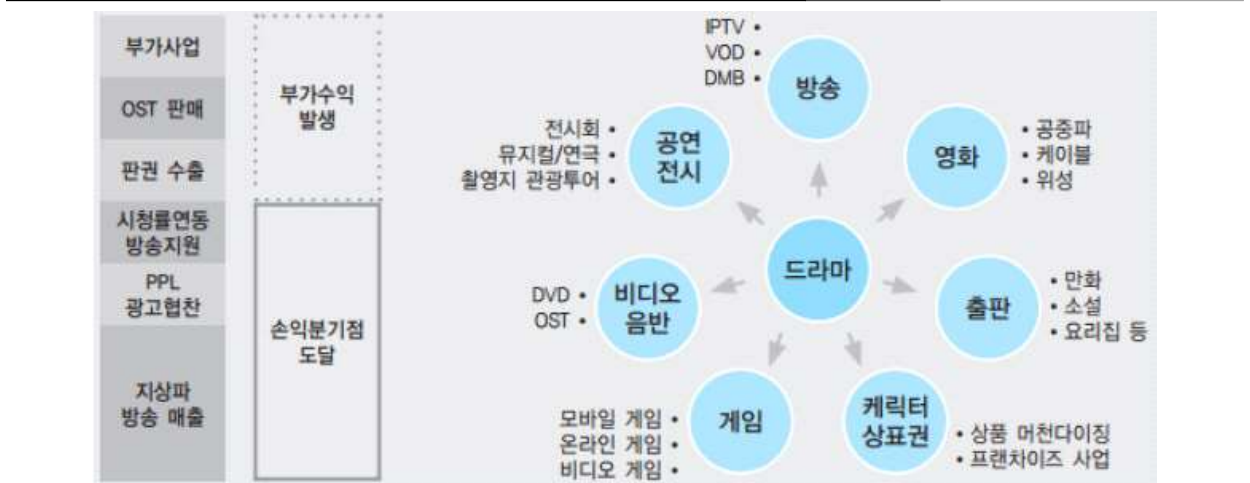 부가사업
OST 판매
판권 수출
시청률연동
방송지원
PPL
광고협찬
지상파
방송 매출
부가수익
발생
손익분기점
도달
IPTV •
VOD •
DMB •
방송
전시회 •
뮤지컬/연극 •
촬영지 관광투어 •
공연
전시
영화
• 공중파
• 케이블
• 위성
드라마
DVD •
OST •
비디오
음반
출판
• 만화
• 소설
• 요리집 등
모바일 게임 •
온라인 게임 •
비디오 게임 •
게임
케릭터
상표권
• 상품 머천다이징
• 프랜차이즈 사업